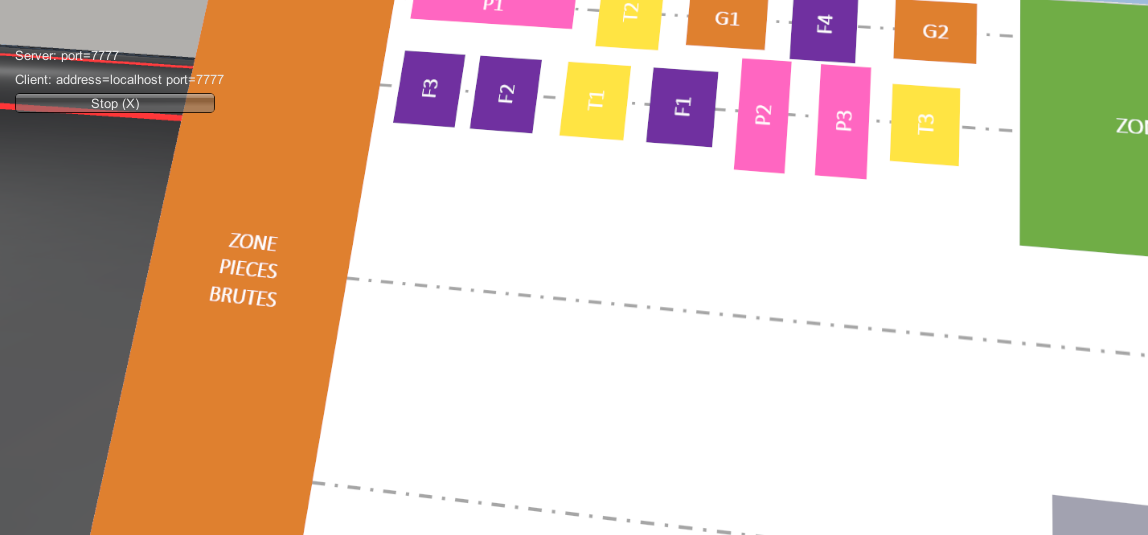 P1
T2
G1
F4
G2
Server: port=7777
Client: address=localhost port=7777
Stop (X)
F3
F2
T1
F1
P2
P3
T3
ZONE
PIECES
BRUTES